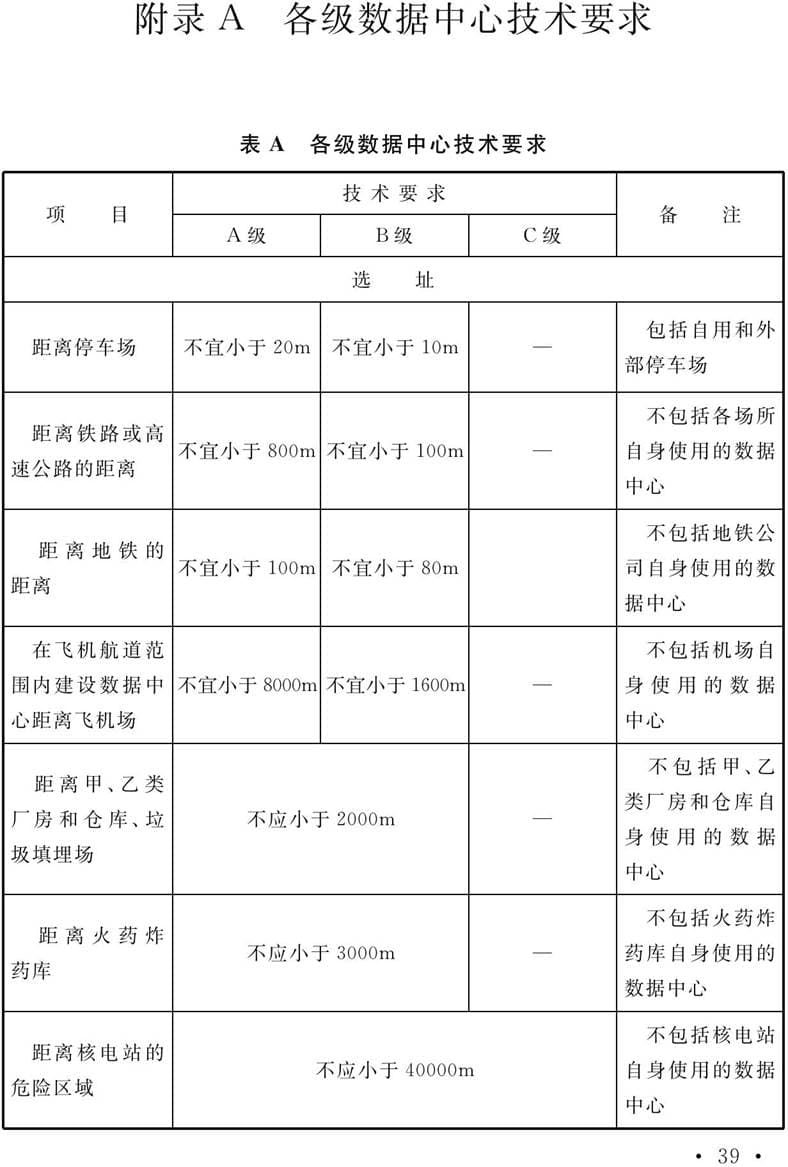 附录 A 各级数据中心技术要求
表 A 各级数据中心技术要求
项 目
技 术 要 求
备 注
A 级
B 级
C 级
选 址
距离停车场
不宜小于 20m
不宜小于 10m
—
包括自用和外
部停车场
距离铁路或高
速公路的距离
不宜小于 800m
不宜小于 100m
—
不包括各场所
自身使用的数据
中心
距离地铁的
距离
不宜小于 100m
不宜小于 80m
不包括地铁公
司自身使用的数
据中心
在飞机航道范
围内建设数据中
心距离飞机场
不宜小于 8000m
不宜小于 1600m
—
不包括机场自
身使用的数据
中心
距离甲、乙类
厂房和仓库、垃
圾填埋场
不应小于 2000m
—
不包括甲、乙
类厂房和仓库自
身使用的数据
中心
距离火药炸
药库
不应小于 3000m
—
不包括火药炸
药库自身使用的
数据中心
距离核电站的
危险区域
不应小于 40000m
不包括核电站
自身使用的数据
中心
• 39 •